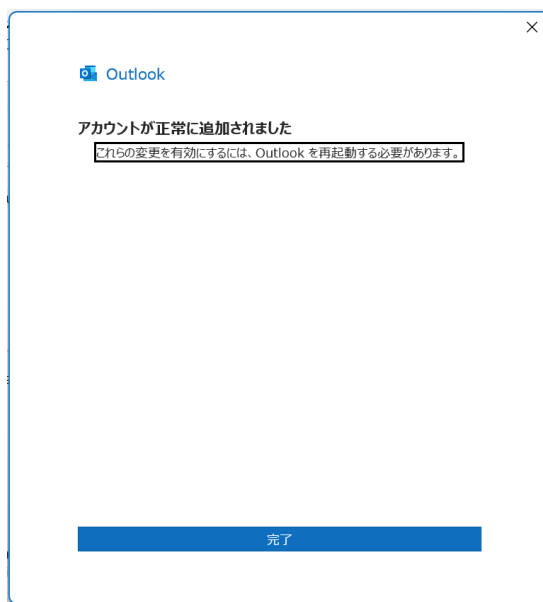 Outlook
アカウントが正常に追加されました
これらの変更を有効にするには、Outlook を再起動する必要があります。
完了